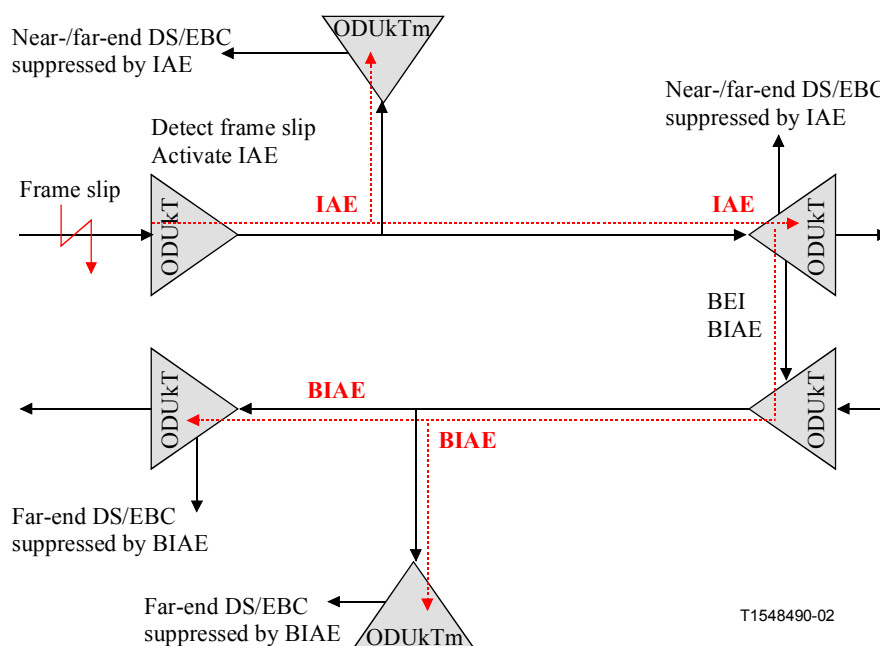 ODUkTm
Near-/far-end DS/EBC
suppressed by IAE
Near-/far-end DS/EBC
suppressed by IAE
Detect frame slip
Activate IAE
Frame slip
IAE
IAE
ODUkT
ODUkT
BEI
BIAE
BIAE
BIAE
ODUkT
ODUkT
Far-end DS/EBC
suppressed by BIAE
Far-end DS/EBC
suppressed by BIAE
ODUkTm
T1548490-02